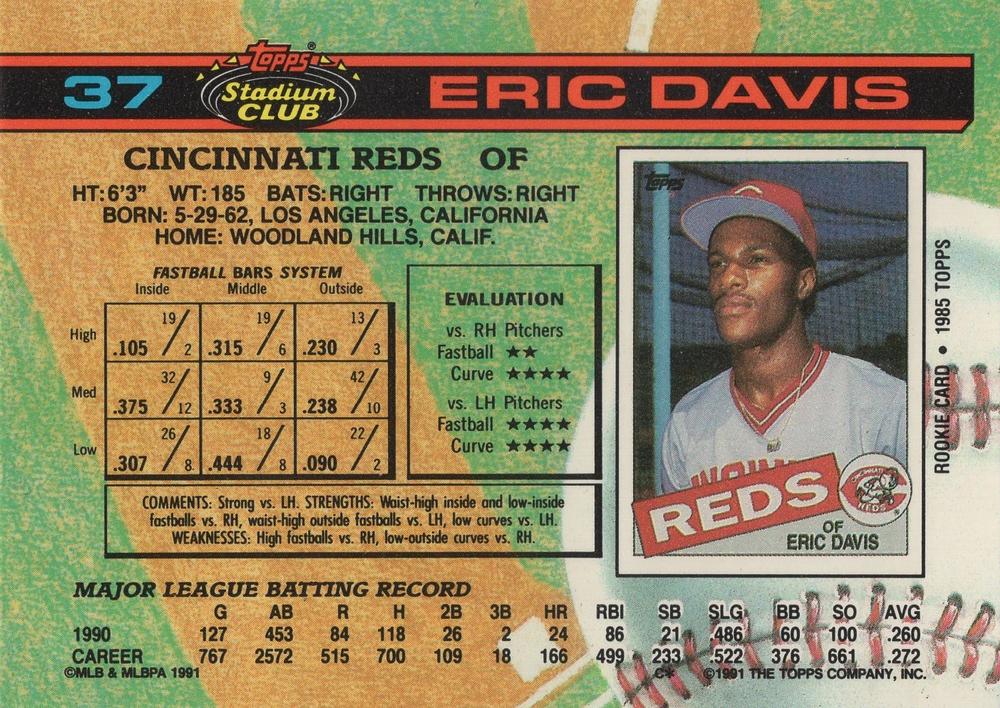 37
Topps®
Stadium
CLUB
ERIC DAVIS
CINCINNATI REDS OF
HT: 6'3" WT: 185 BATS: RIGHT THROWS: RIGHT
BORN: 5-29-62, LOS ANGELES, CALIFORNIA
HOME: WOODLAND HILLS, CALIF.
FASTBALL BARS SYSTEM
Inside Middle Outside
High 19/2 .105 19/6 .315 13/3 .230
Med 32/12 .375 9/3 .333 42/10 .238
Low 26/8 .307 18/8 .444 22/2 .090
EVALUATION
vs. RH Pitchers
Fastball ★★
Curve ★★★★
vs. LH Pitchers
Fastball ★★★★
Curve ★★★★
COMMENTS: Strong vs. LH. STRENGTHS: Waist-high inside and low-inside
fastballs vs. RH, waist-high outside fastballs vs. LH, low curves vs. LH.
WEAKNESSES: High fastballs vs. RH, low-outside curves vs. RH.
Topps
REDS
CINCINNATI
REDS
OF
ERIC DAVIS
ROOKIE CARD • 1985 TOPPS
MAJOR LEAGUE BATTING RECORD
G AB R H 2B 3B HR RBI SB SLG BB SO AVG
1990 127 453 84 118 26 2 24 86 21 .486 60 100 .260
CAREER 767 2572 515 700 109 18 166 499 233 .522 376 661 .272
©MLB & MLBPA 1991 C* ©1991 THE TOPPS COMPANY, INC.